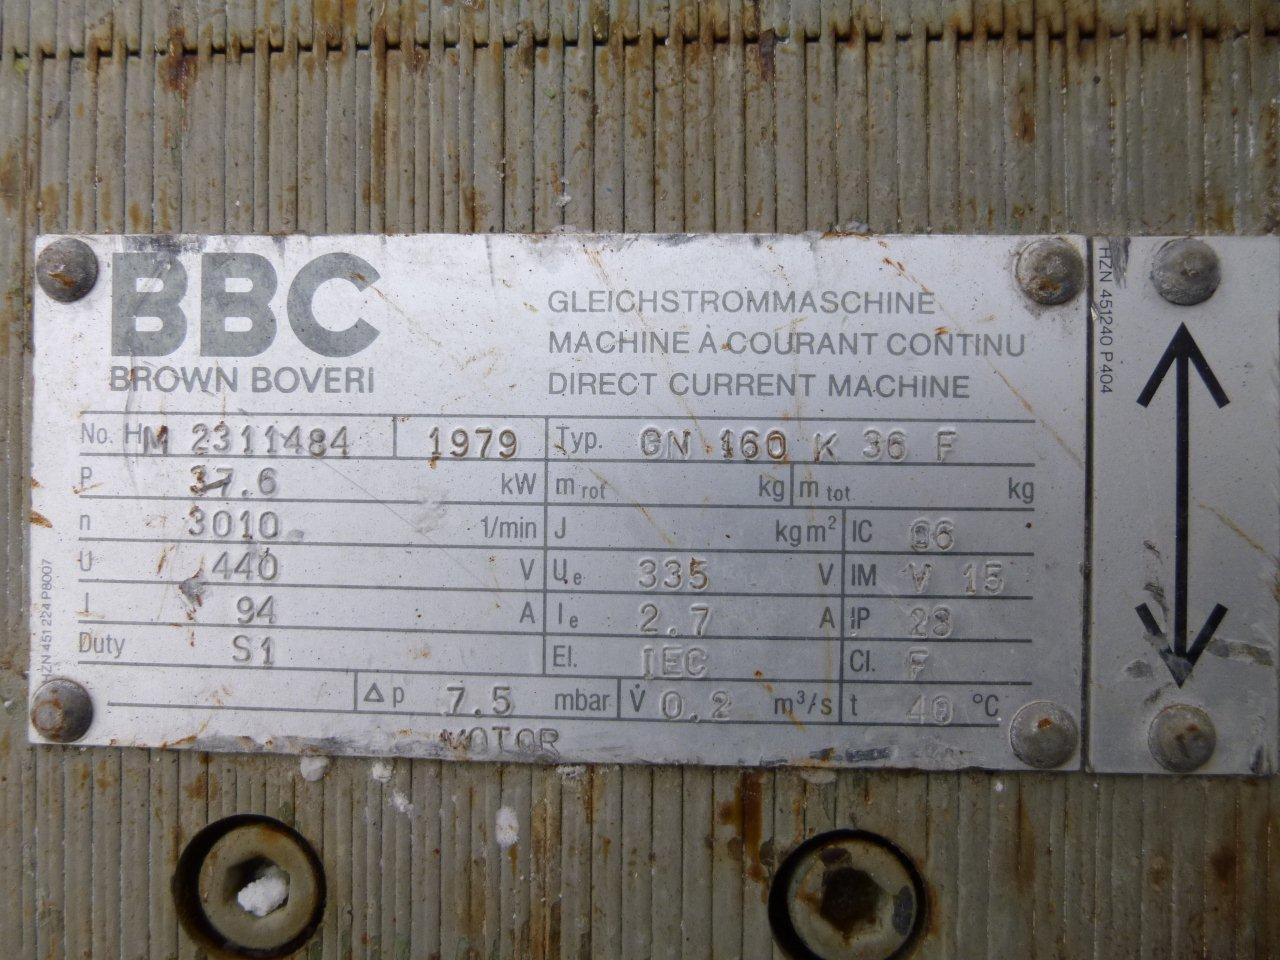 BBC
BROWN BOVERI
GLEICHSTROMMASCHINE
MACHINE À COURANT CONTINU
DIRECT CURRENT MACHINE
No. HM 2311484 1979 Typ. GN 160 K 36 F
P 37.6 kW m rot kg m tot kg
n 3010 1/min J kgm² IC 06
U 440 V Ue 335 V IM V 15
I 94 A Ie 2.7 A IP 23
Duty S1 El. IEC Cl. F
Δp 7.5 mbar V̇ 0.2 m³/s t 40 °C
MOTOR
HZN 451 224 P8007
HZN 451240 P404